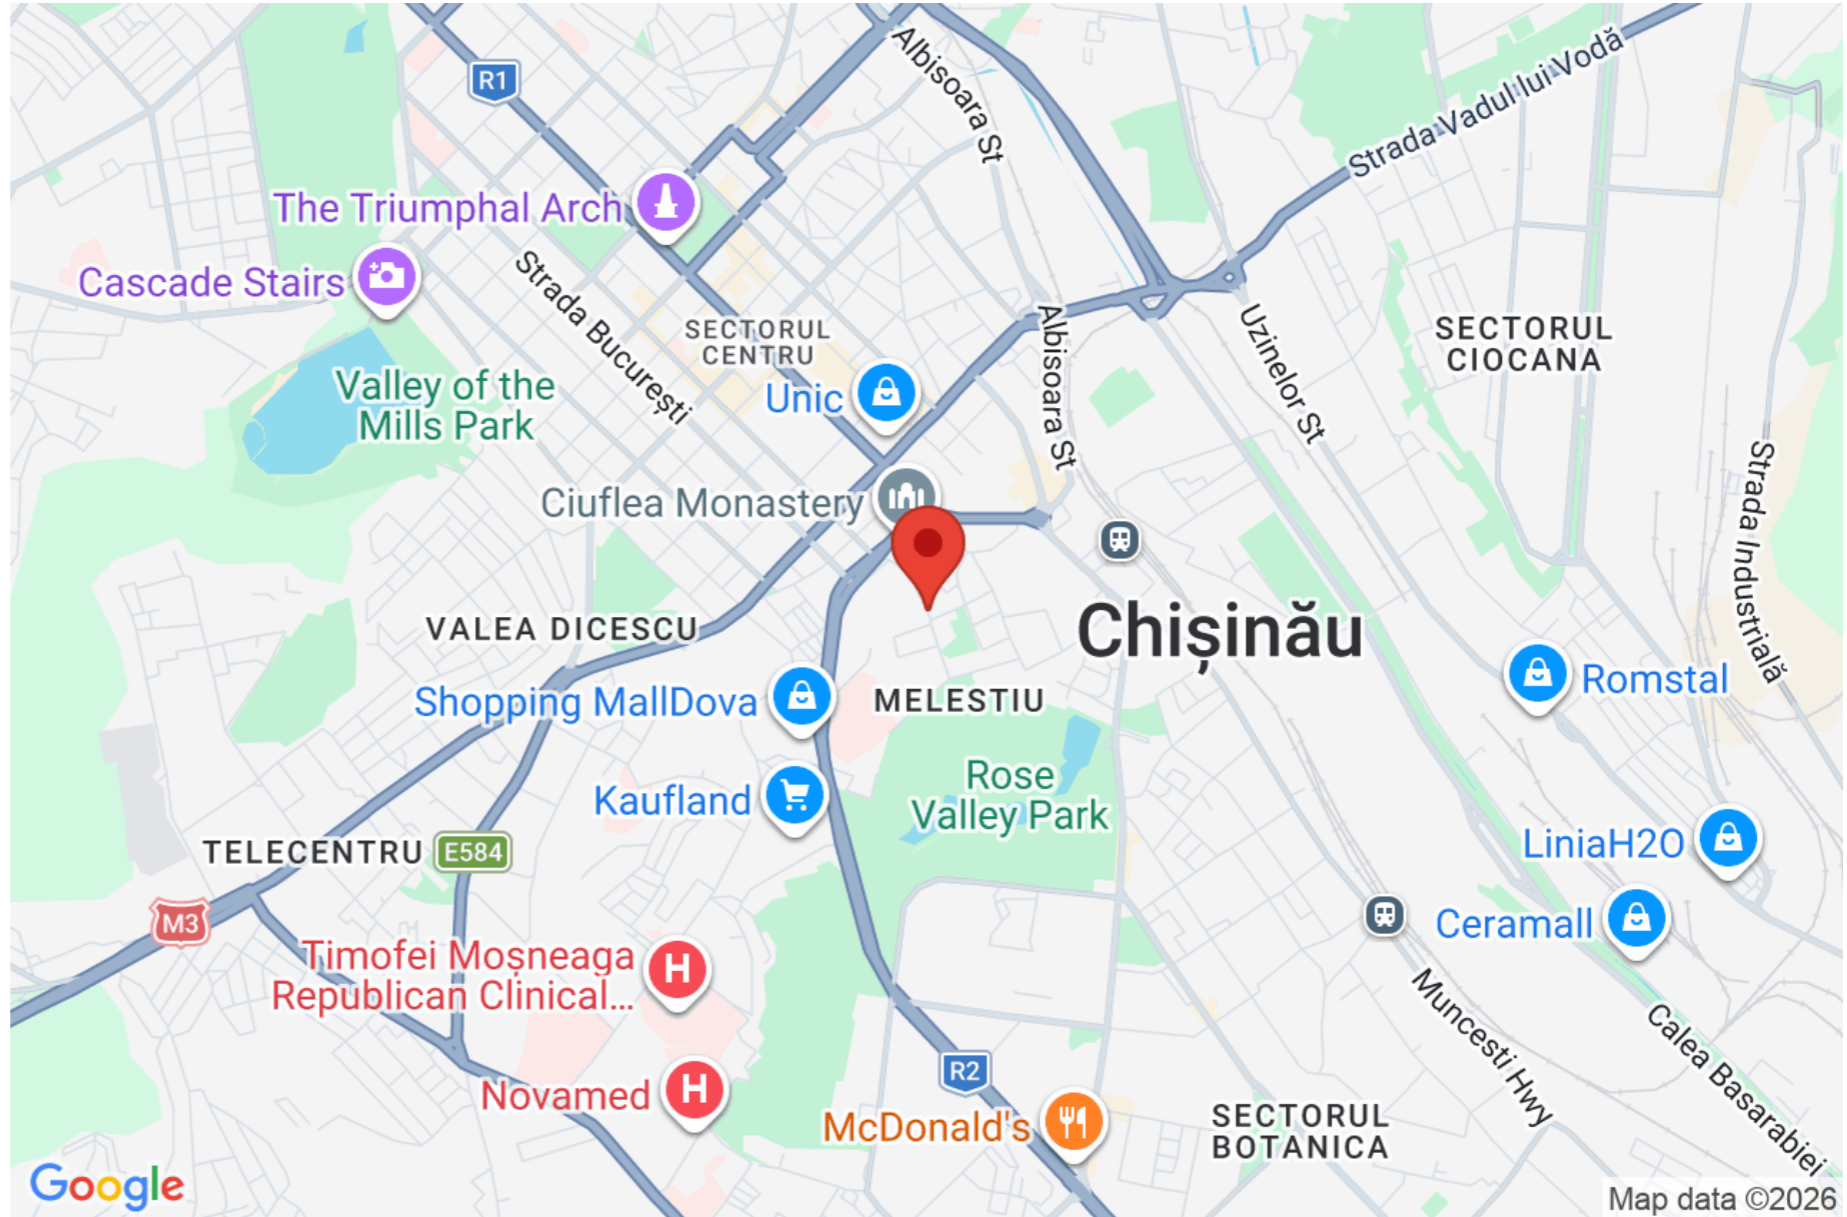 R1
Albisoara St
Strada Vadul lui Vodă
The Triumphal Arch
Cascade Stairs
Strada București
SECTORUL
CENTRU
Albisoara St
Uzinelor St
SECTORUL
CIOCANA
Valley of the
Mills Park
Unic
Strada Industrială
Ciuflea Monastery
VALEA DICESCU
Chișinău
Shopping MallDova
MELESTIU
Romstal
Rose
Valley Park
Kaufland
TELECENTRU
E584
LiniaH2O
M3
Ceramall
Timofei Moșneaga
Republican Clinical...
Muncesti Hwy
Calea Basarabiei
R2
Novamed
McDonald's
SECTORUL
BOTANICA
Google
Map data ©2026